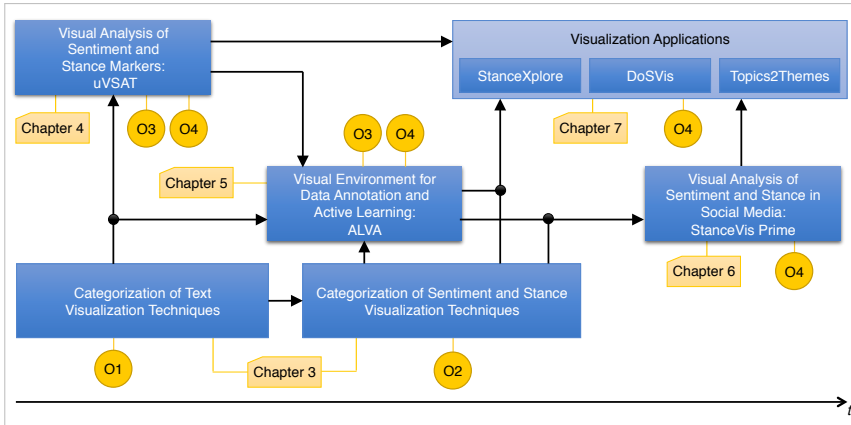 Visual Analysis of
Sentiment and
Stance Markers:
uVSAT
Visualization Applications
StanceXplore
DoSVis
Topics2Themes
Chapter 4
O3
O4
O3
O4
Chapter 7
O4
Chapter 5
Visual Environment for
Data Annotation and
Active Learning:
ALVA
Visual Analysis of
Sentiment and Stance in
Social Media:
StanceVis Prime
Chapter 6
O4
Categorization of Text
Visualization Techniques
Categorization of Sentiment and Stance
Visualization Techniques
O1
Chapter 3
O2
t